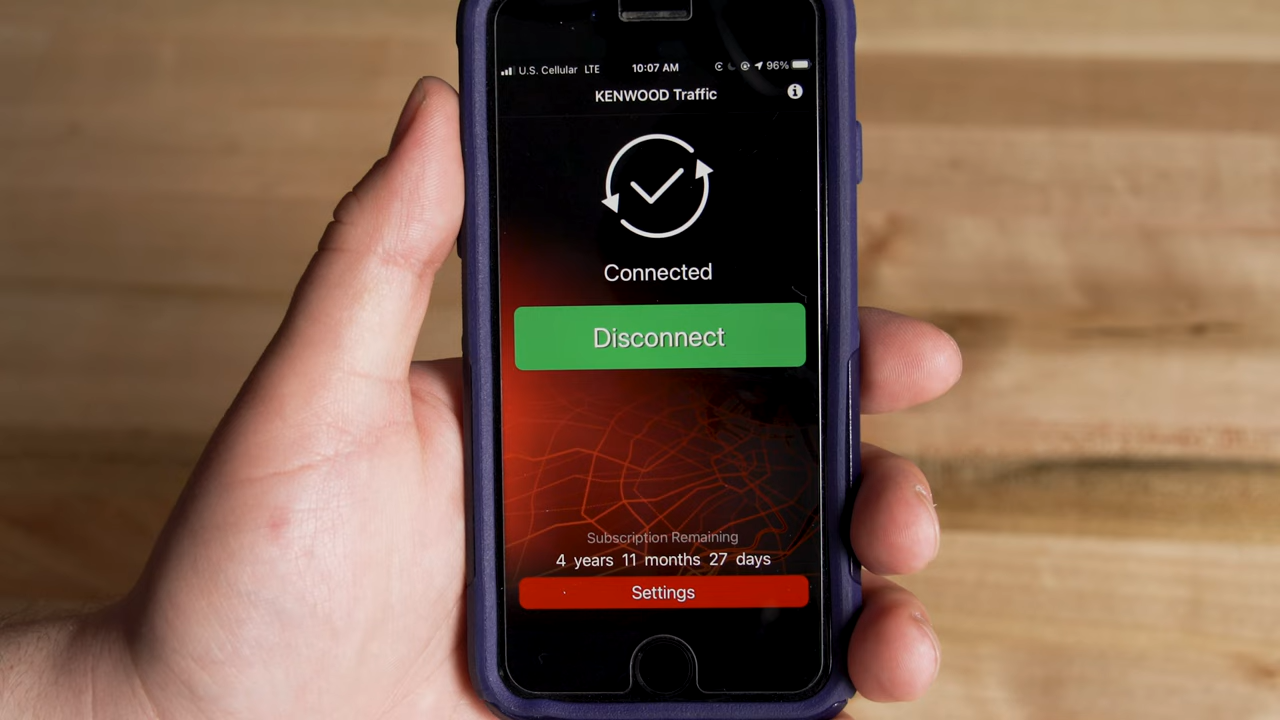 U.S. Cellular LTE 10:07 AM 96%
KENWOOD Traffic
Connected
Disconnect
Subscription Remaining
4 years 11 months 27 days
Settings